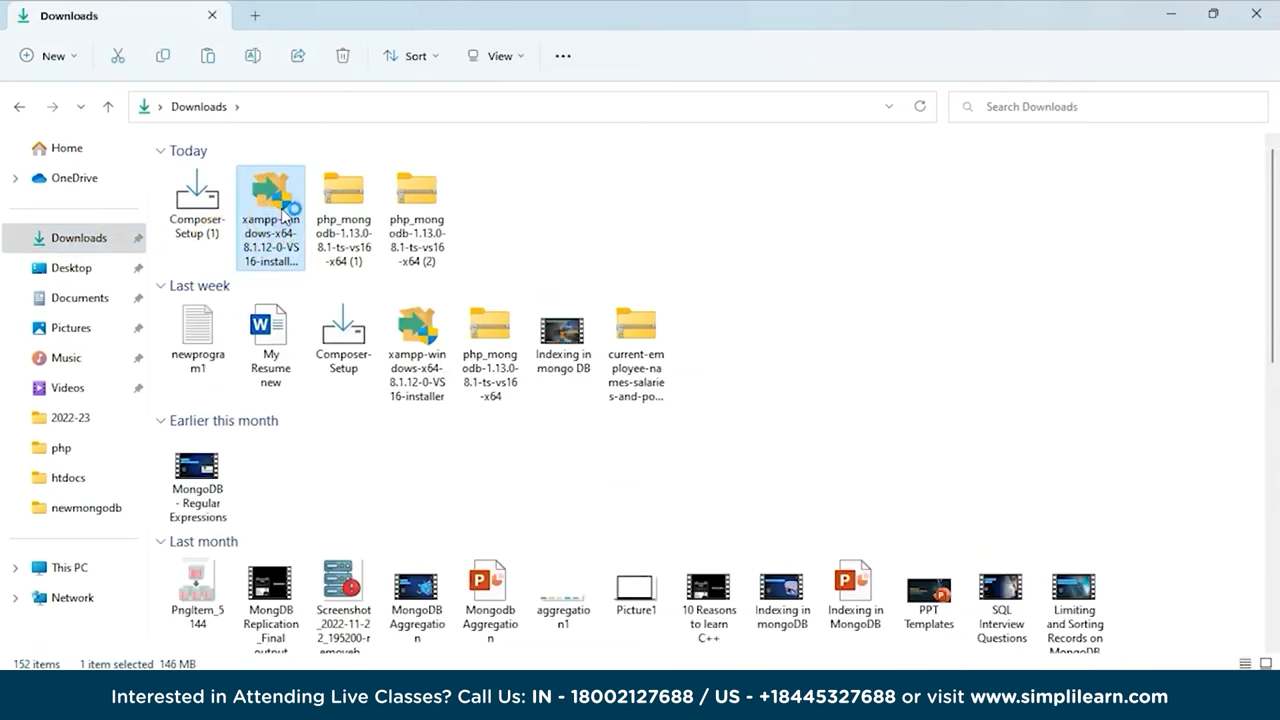 Downloads
New
Sort
View
Downloads
Search Downloads
Home
OneDrive
Downloads
Desktop
Documents
Pictures
Music
Videos
2022-23
php
htdocs
newmongodb
This PC
Network
Today
Composer-
Setup (1)
xampp-win
dows-x64-
8.1.12-0-VS
16-install...
php_mong
odb-1.13.0-
8.1-ts-vs16
-x64 (1)
php_mong
odb-1.13.0-
8.1-ts-vs16
-x64 (2)
Last week
newprogra
m1
My
Resume
new
Composer-
Setup
xampp-win
dows-x64-
8.1.12-0-VS
16-installer
php_mong
odb-1.13.0-
8.1-ts-vs16
-x64
Indexing in
mongo DB
current-em
ployee-na
mes-salarie
s-and-po...
Earlier this month
MongoDB
- Regular
Expressions
Last month
PngItem_5
144
MongDB
Replication
_Final
output
Screenshot
_2022-11-2
2_195200-r
emoveb...
MongoDB
Aggregatio
n
Mongodb
Aggregatio
n
aggregatio
n1
Picture1
10 Reasons
to learn
C++
Indexing in
mongoDB
Indexing in
MongoDB
PPT
Templates
SQL
Interview
Questions
Limiting
and Sorting
Records on
MongoDB
152 items 1 item selected 146 MB
Interested in Attending Live Classes? Call Us: IN - 18002127688 / US - +18445327688 or visit www.simplilearn.com